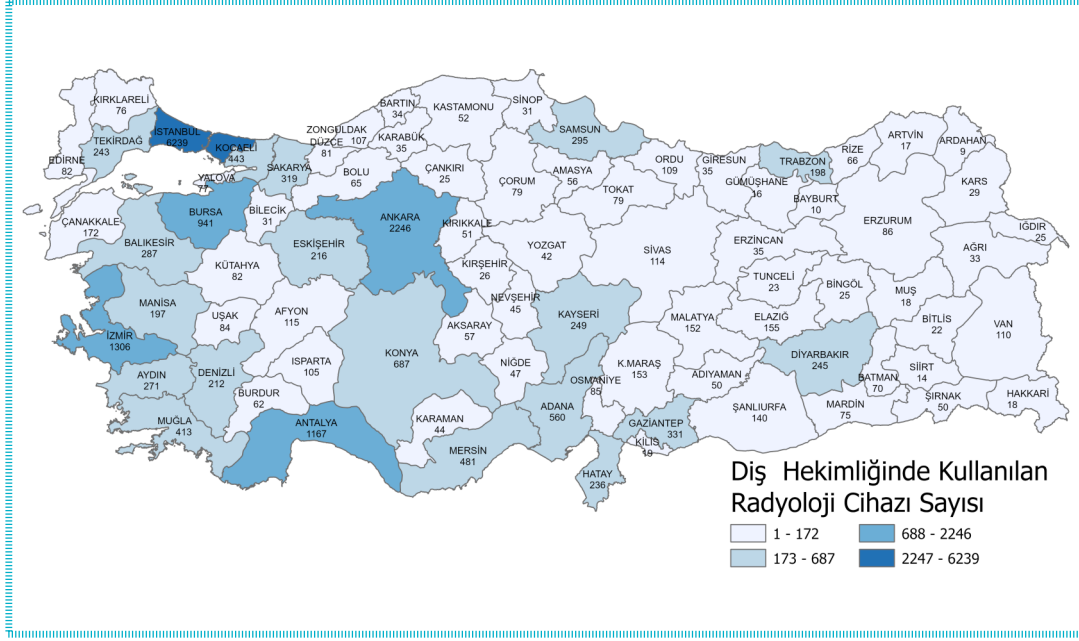 KIRKLARELİ
76
TEKİRDAĞ
243
EDİRNE
82
İSTANBUL
6239
KOCAELİ
443
YALOVA
77
SAKARYA
319
DÜZCE
81
ZONGULDAK
107
BARTIN
34
KARABÜK
35
KASTAMONU
52
SİNOP
31
SAMSUN
295
BOLU
65
ÇANKIRI
25
ÇORUM
79
AMASYA
56
TOKAT
79
ORDU
109
GİRESUN
35
GÜMÜŞHANE
16
TRABZON
198
BAYBURT
10
RİZE
66
ARTVİN
17
ARDAHAN
9
KARS
29
IĞDIR
25
AĞRI
33
ERZURUM
86
ERZİNCAN
35
ÇANAKKALE
172
BALIKESİR
287
BURSA
941
BİLECİK
31
ESKİŞEHİR
216
ANKARA
2246
KIRIKKALE
51
KIRŞEHİR
26
YOZGAT
42
SİVAS
114
KÜTAHYA
82
MANİSA
197
İZMİR
1306
UŞAK
84
AFYON
115
AYDIN
271
DENİZLİ
212
MUĞLA
413
BURDUR
62
ISPARTA
105
ANTALYA
1167
KONYA
687
AKSARAY
57
NEVŞEHİR
45
NİĞDE
47
KAYSERİ
249
KARAMAN
44
MERSİN
481
ADANA
560
OSMANİYE
85
HATAY
236
K.MARAŞ
153
GAZİANTEP
331
KİLİS
19
MALATYA
152
ADIYAMAN
50
ŞANLIURFA
140
ELAZIĞ
155
TUNCELİ
23
BİNGÖL
25
MUŞ
18
BİTLİS
22
VAN
110
DİYARBAKIR
245
BATMAN
70
SİİRT
14
MARDİN
75
ŞIRNAK
50
HAKKARİ
18
Diş Hekimliğinde Kullanılan
Radyoloji Cihazı Sayısı
1 - 172
688 - 2246
173 - 687
2247 - 6239